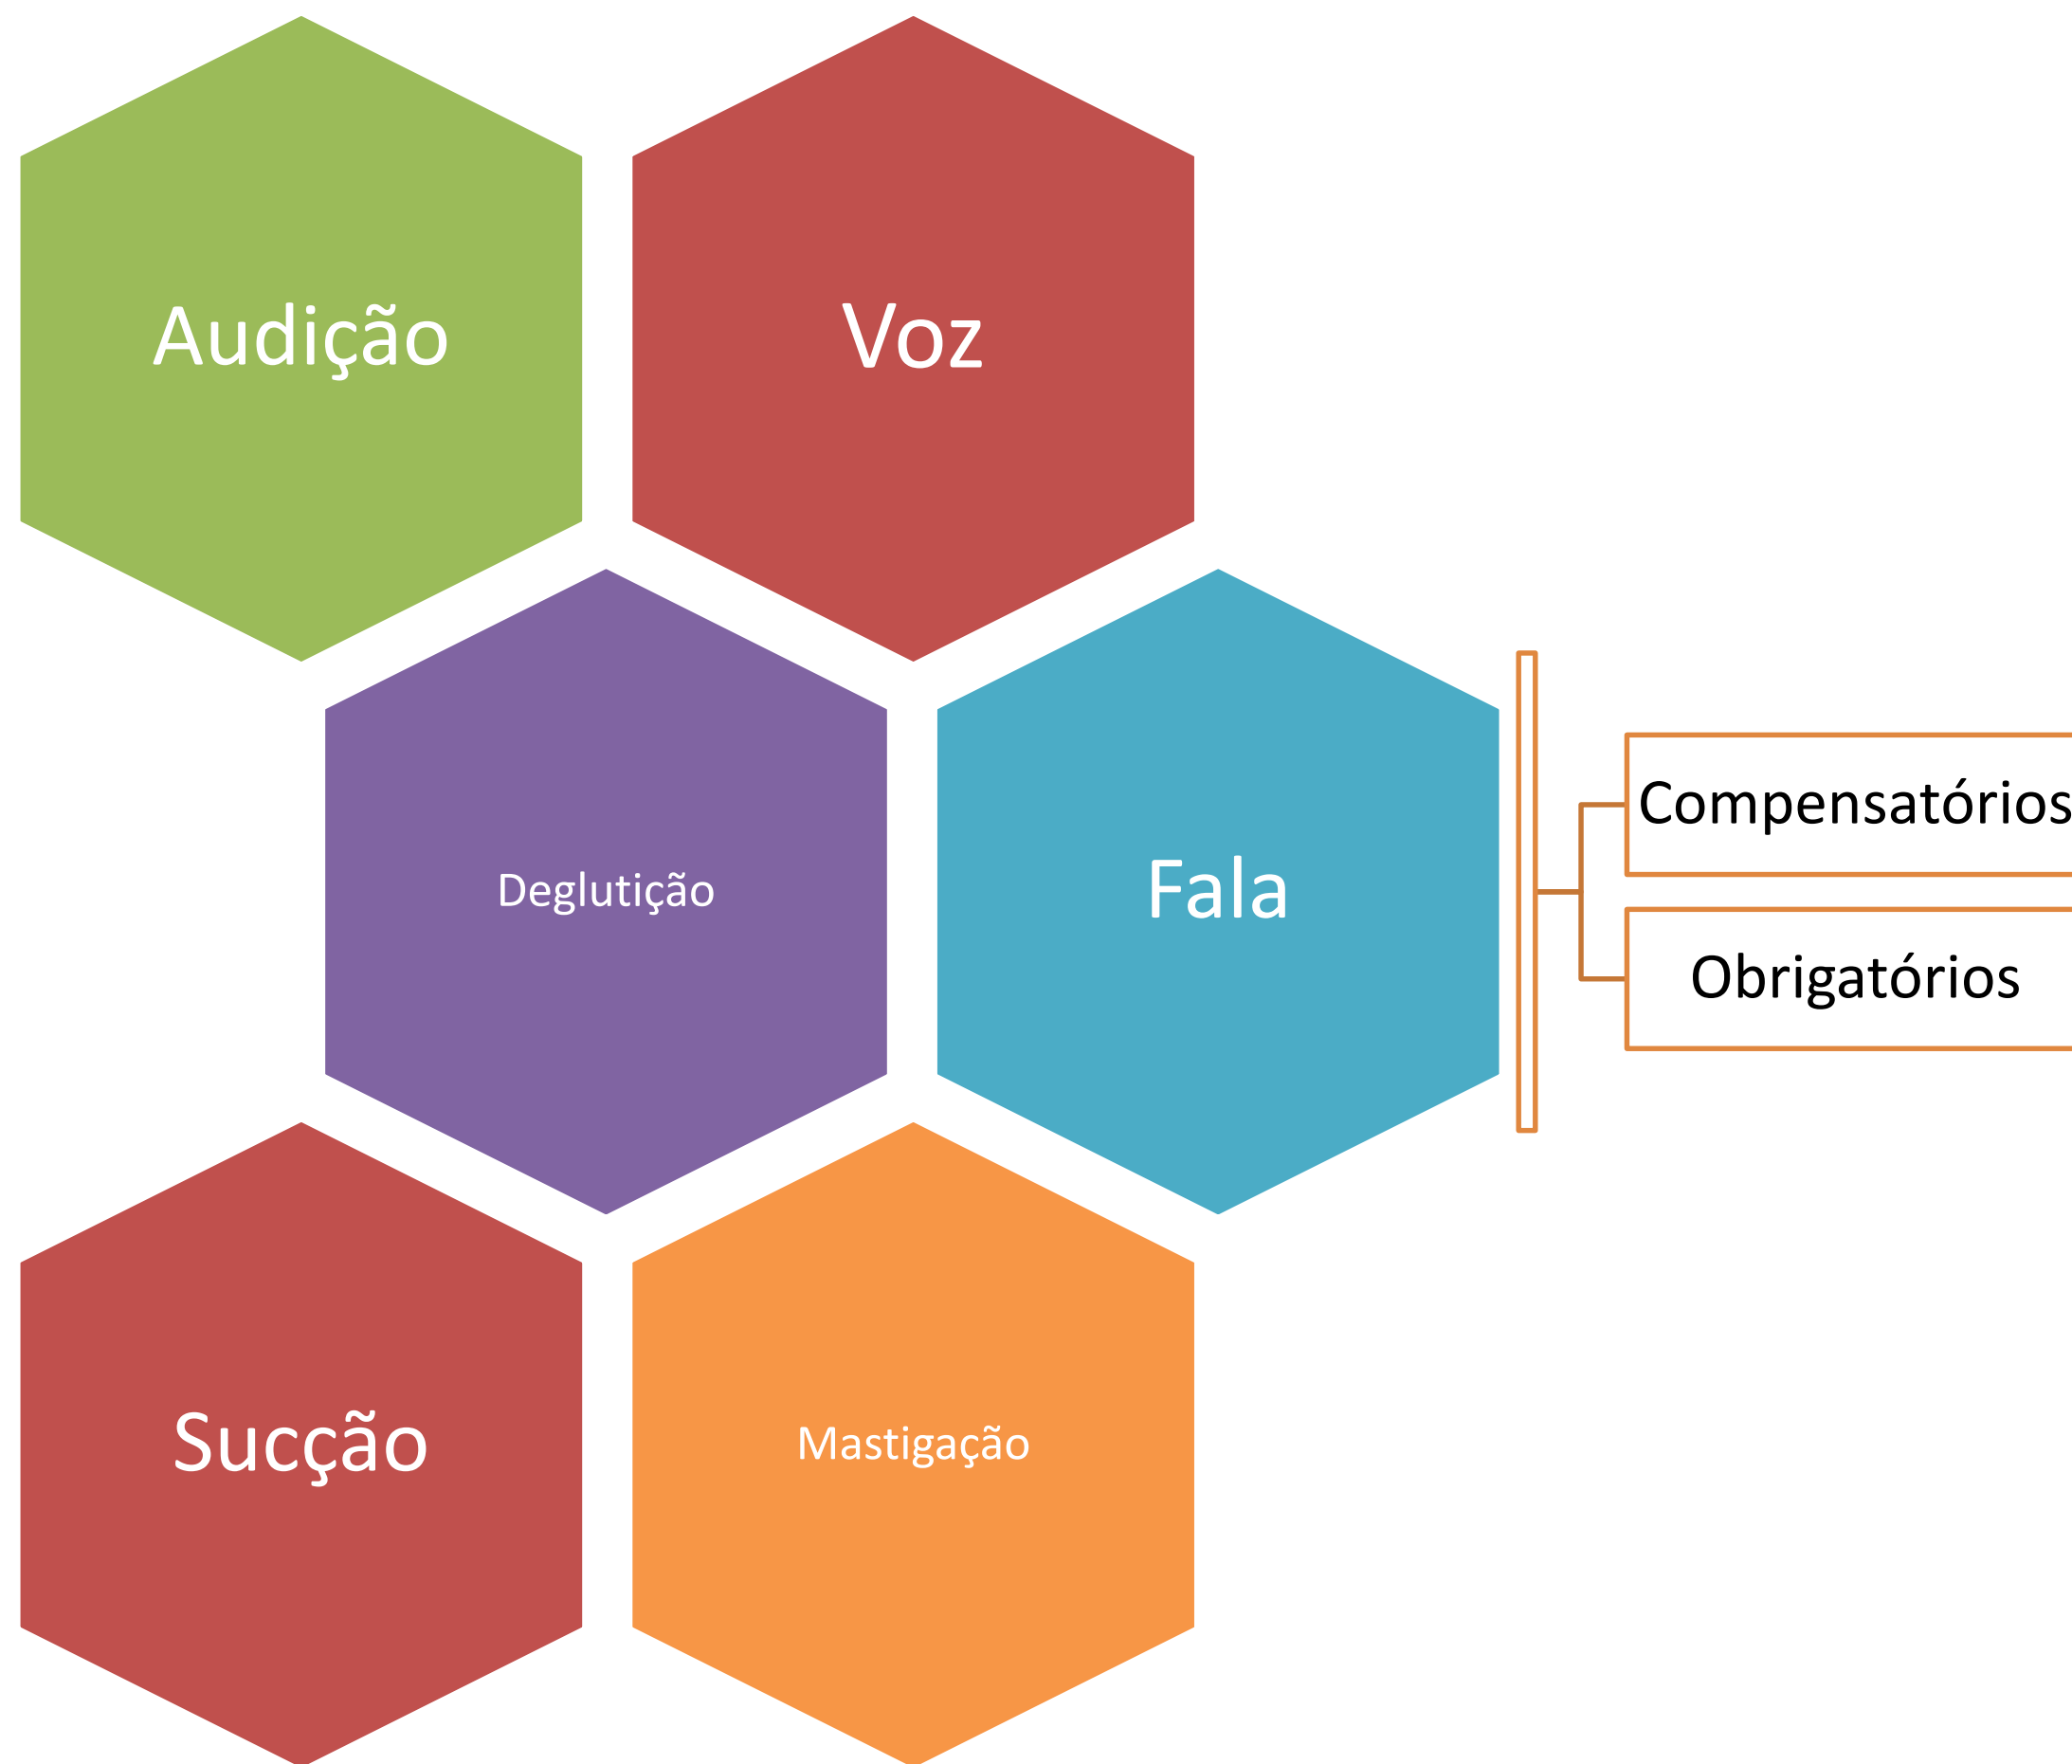 Audição
Voz
Deglutição
Fala
Compensatórios
Obrigatórios
Sucção
Mastigação